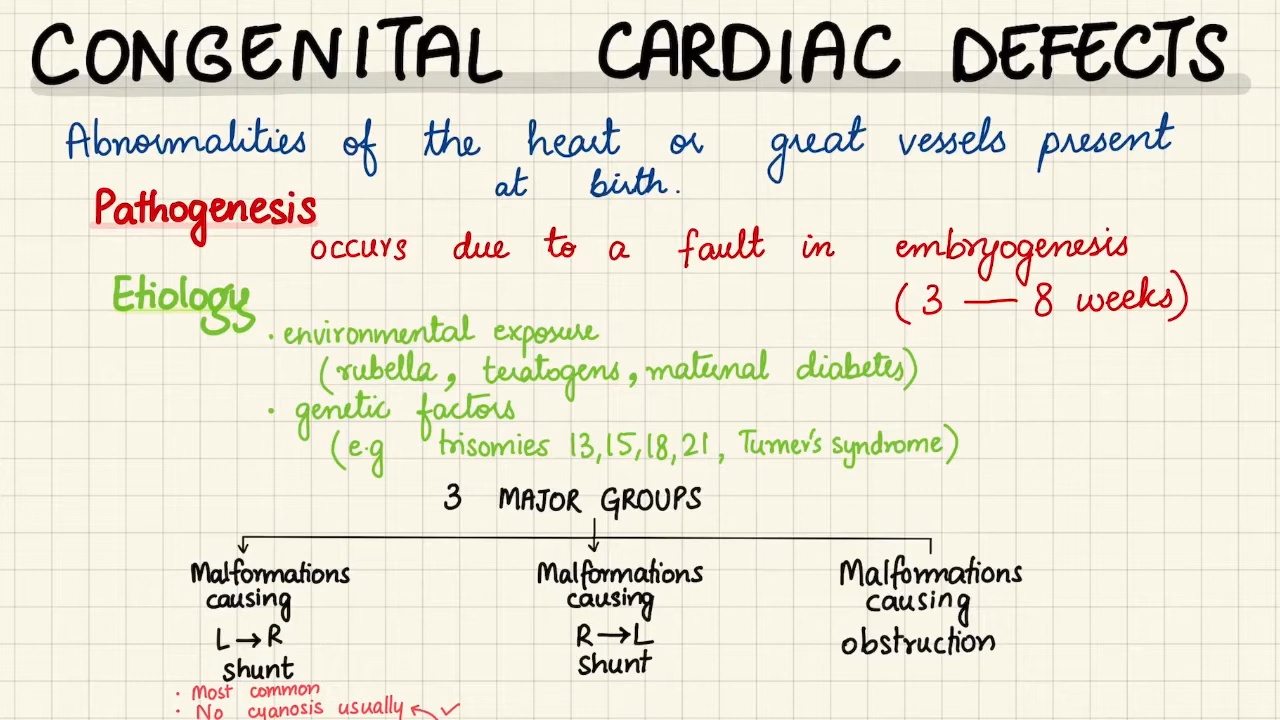 CONGENITAL CARDIAC DEFECTS
Abnormalities of the heart or great vessels present
at birth.
Pathogenesis
occurs due to a fault in embryogenesis
(3 — 8 weeks)
Etiology
· environmental exposure
(rubella, teratogens, maternal diabetes)
· genetic factors
(e.g trisomies 13,15,18,21, Turner's syndrome)
3 MAJOR GROUPS
Malformations
causing
L→R
shunt
Malformations
causing
R→L
shunt
Malformations
causing
obstruction
· Most common
· No cyanosis usually